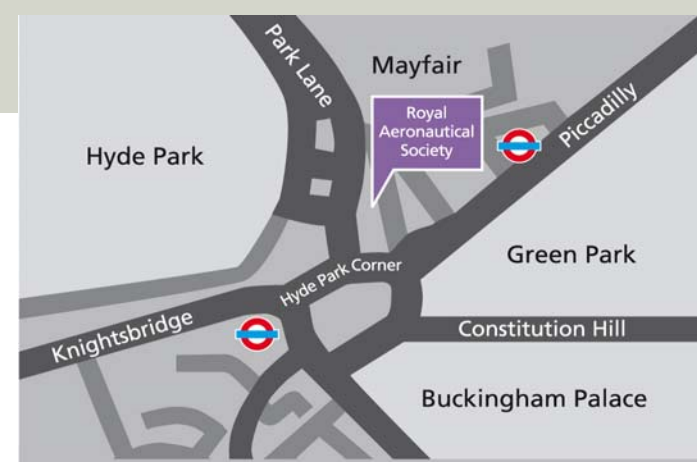 Park Lane
Mayfair
Royal
Aeronautical
Society
Piccadilly
Hyde Park
Green Park
Hyde Park Corner
Knightsbridge
Constitution Hill
Buckingham Palace